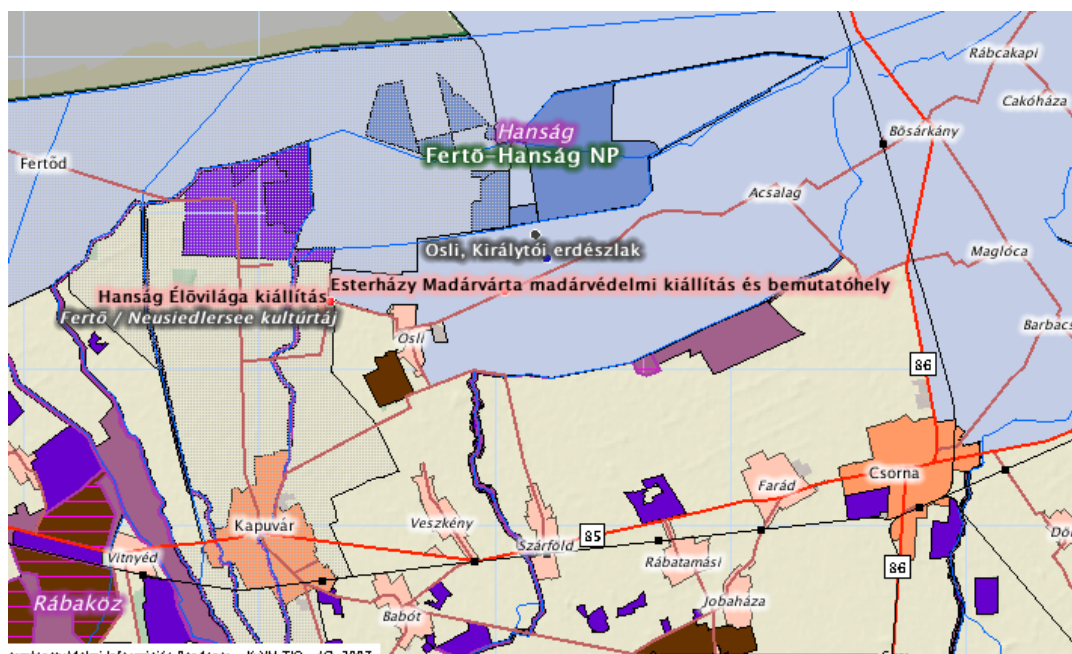 Rábcakapi
Cakóháza
Bősárkány
Hanság
Fertő-Hanság NP
Fertőd
Acsalag
Osli, Királytói erdészlak
Maglóca
Esterházy Madárvárta madárvédelmi kiállítás és bemutatóhely
Hanság Élővilága kiállítás
Fertő / Neusiedlersee kultúrtáj
Barbacs
Osli
86
Csorna
Farád
Kapuvár
Veszkény
85
Szárföld
Vitnyéd
Rábatamási
86
Rábaköz
Babót
Jobaháza